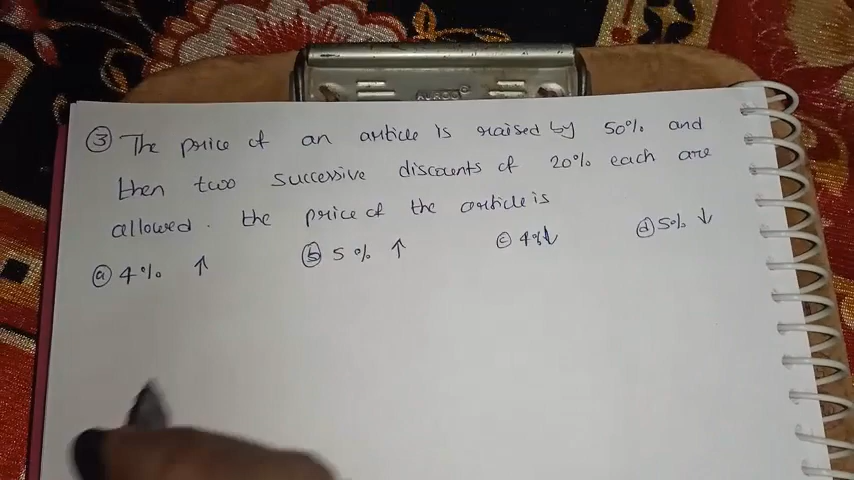 ③ The price of an article is raised by 50% and
then two successive discounts of 20% each are
allowed. the price of the article is
ⓐ 4% ↑ ⓑ 5% ↑ ⓒ 4%↓ ⓓ 5% ↓